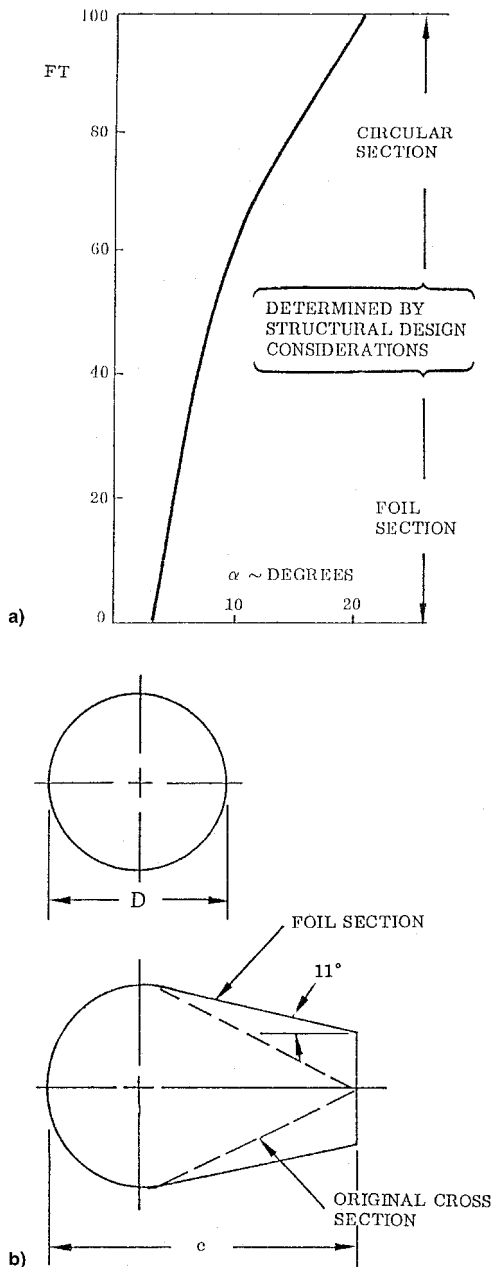 100
FT
80
60
40
20
0
CIRCULAR
SECTION
DETERMINED BY
STRUCTURAL DESIGN
CONSIDERATIONS
FOIL
SECTION
α ~ DEGREES
10
20
a)
D
FOIL SECTION
11°
ORIGINAL CROSS
SECTION
c
b)